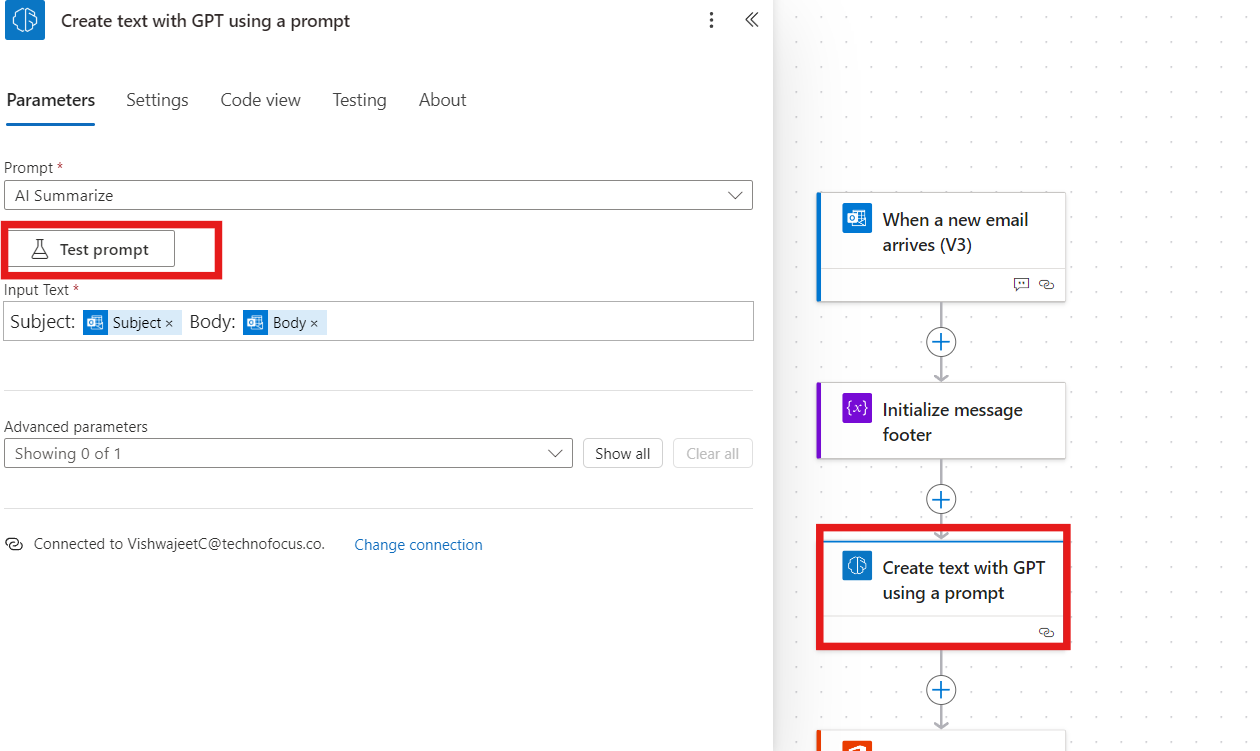 Create text with GPT using a prompt
Parameters Settings Code view Testing About
Prompt *
AI Summarize
Test prompt
Input Text *
Subject: Subject × Body: Body ×
Advanced parameters
Showing 0 of 1
Show all
Clear all
Connected to VishwajeetC@technofocus.co. Change connection
When a new email
arrives (V3)
{x}
Initialize message
footer
Create text with GPT
using a prompt